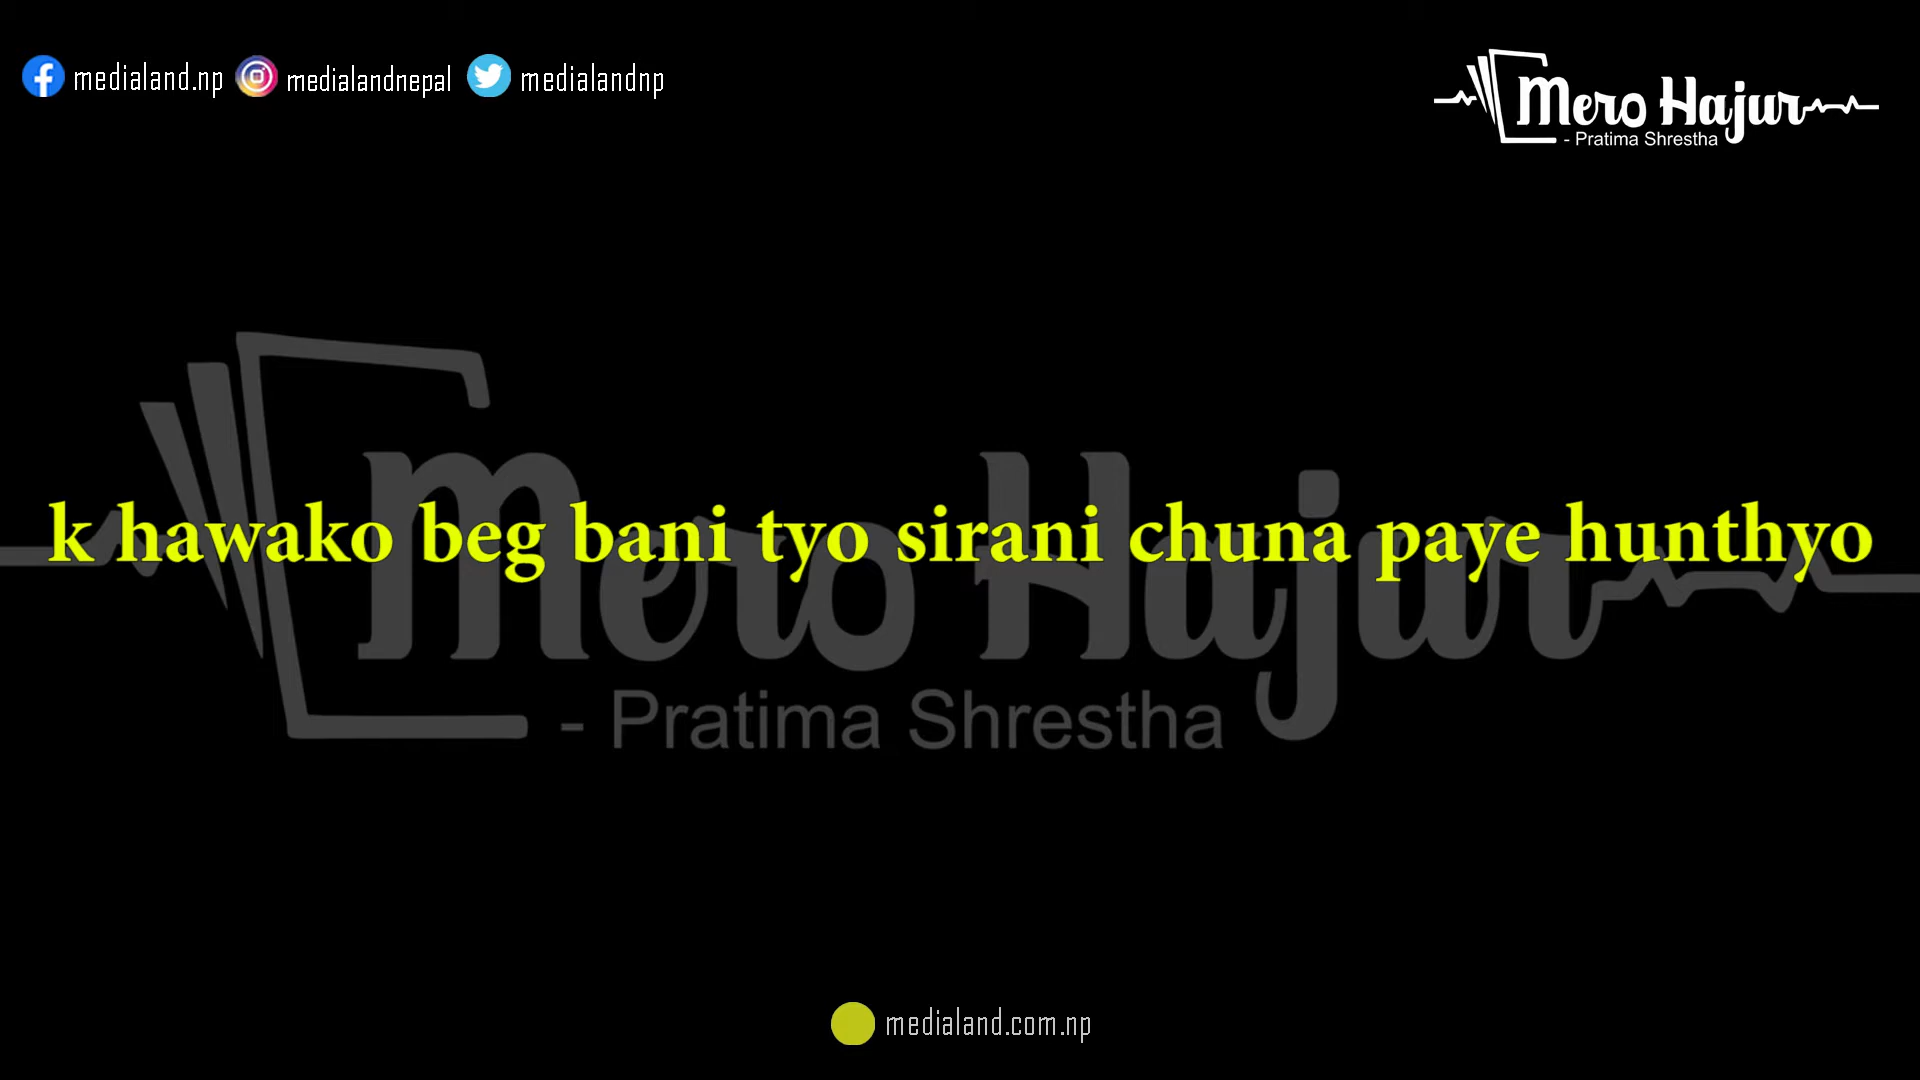 medialand.np medialandnepal medialandnp
Mero Hajur
- Pratima Shrestha
k hawako beg bani tyo sirani chuna paye hunthyo
Mero Hajur
- Pratima Shrestha
medialand.com.np